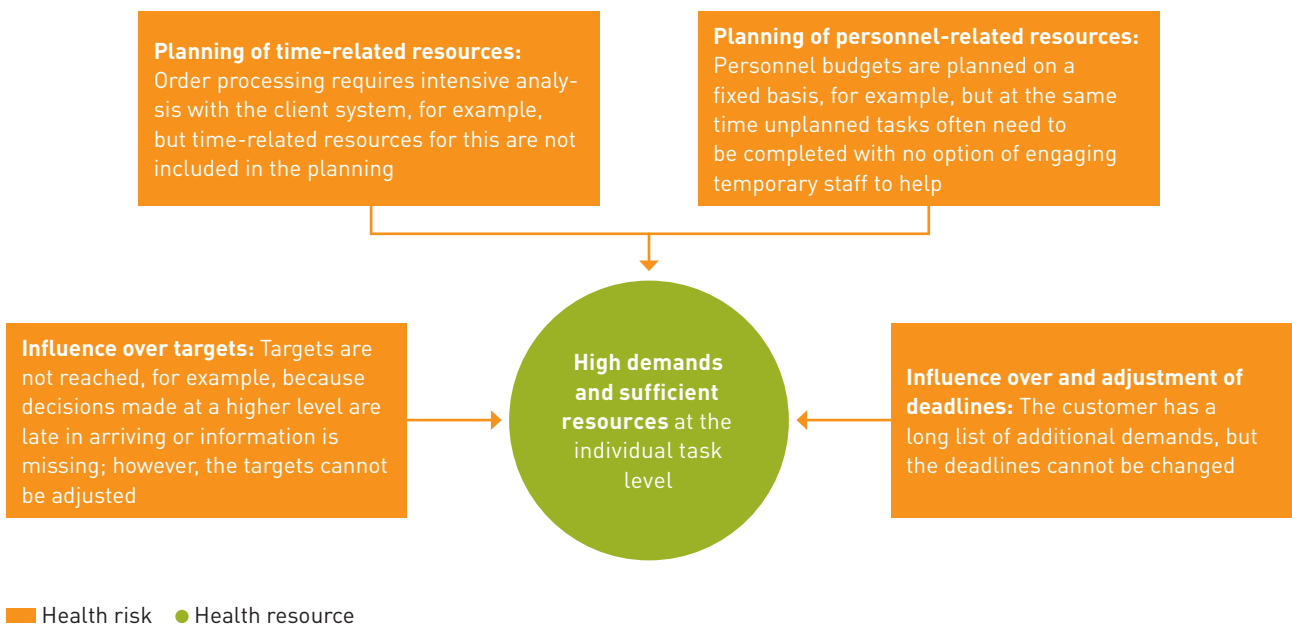 Planning of time-related resources:
Order processing requires intensive analy-
sis with the client system, for example,
but time-related resources for this are not
included in the planning
Planning of personnel-related resources:
Personnel budgets are planned on a
fixed basis, for example, but at the same
time unplanned tasks often need to
be completed with no option of engaging
temporary staff to help
Influence over targets: Targets are
not reached, for example, because
decisions made at a higher level are
late in arriving or information is
missing; however, the targets cannot
be adjusted
High demands
and sufficient
resources at the
individual task
level
Influence over and adjustment of
deadlines: The customer has a
long list of additional demands, but
the deadlines cannot be changed
Health risk
Health resource